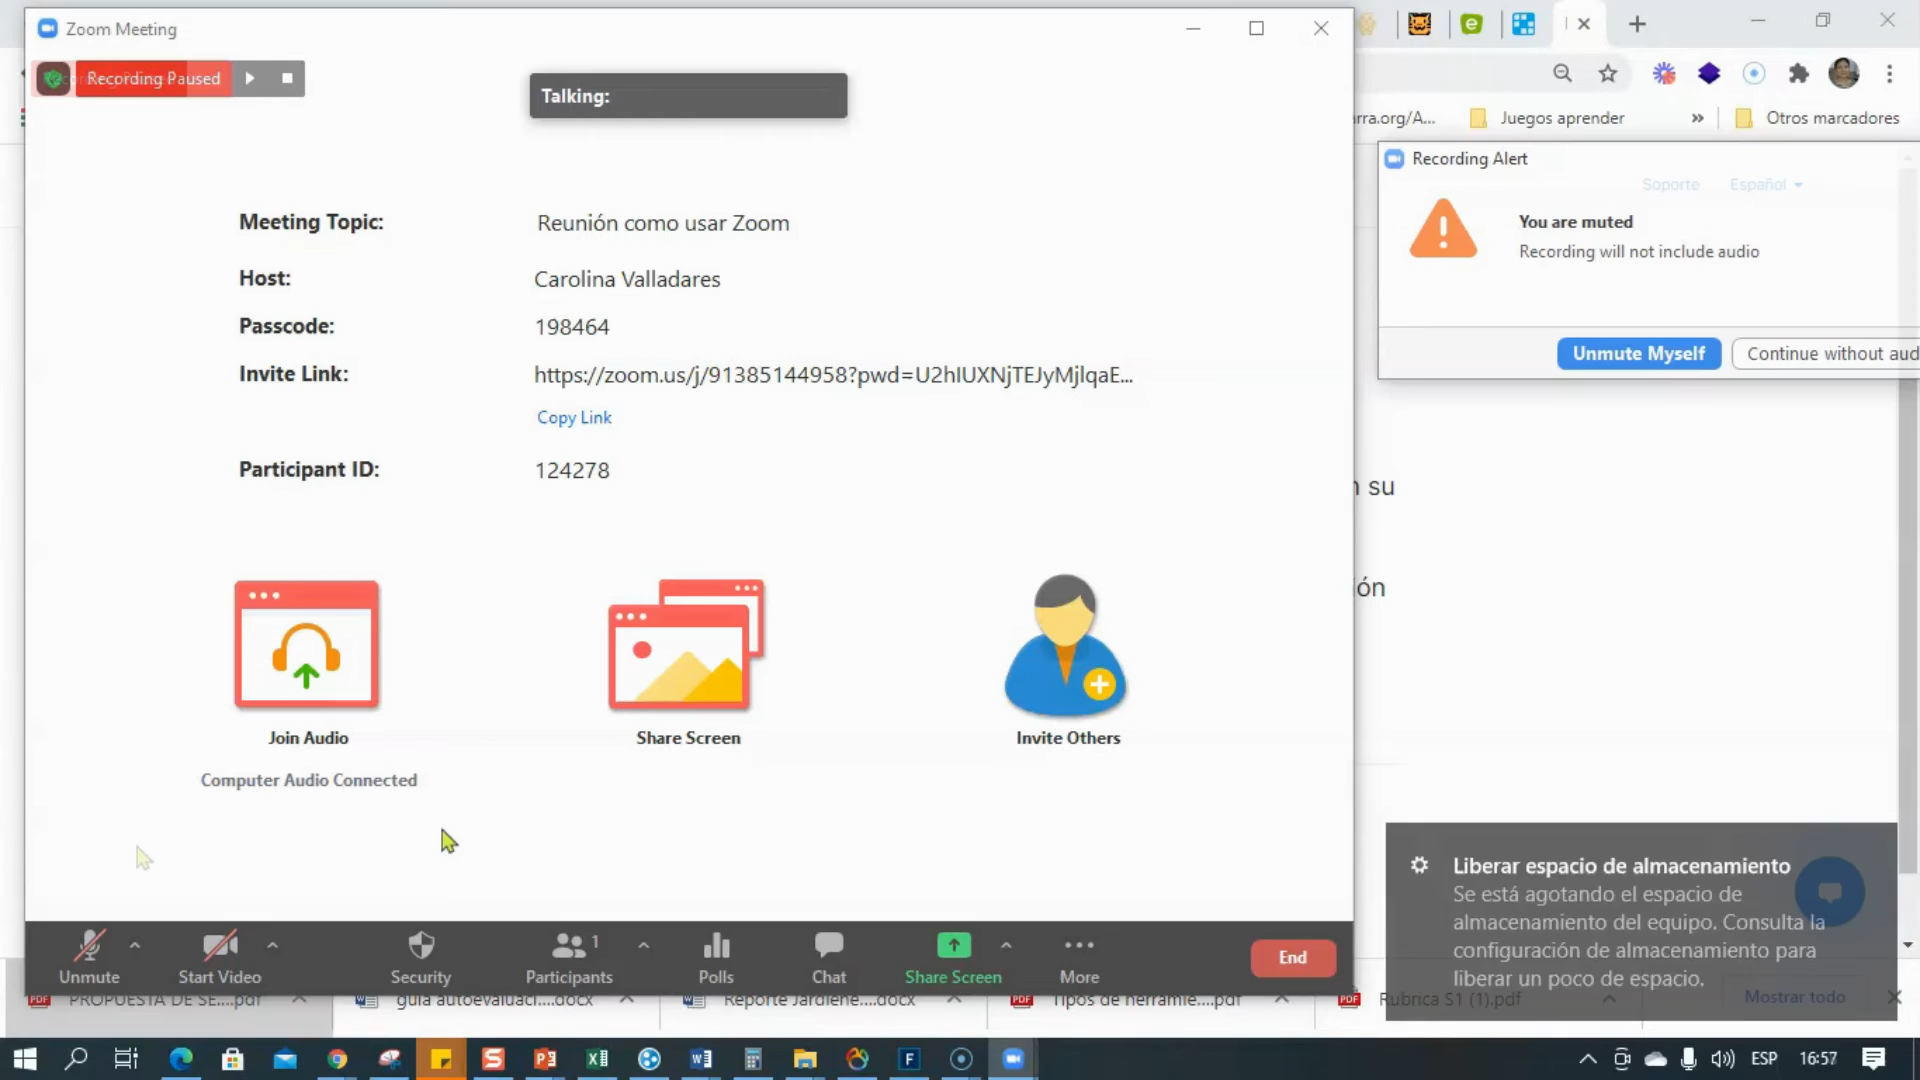 Zoom Meeting
Recording Paused
Talking:
Meeting Topic:
Reunión como usar Zoom
Host:
Carolina Valladares
Passcode:
198464
Invite Link:
https://zoom.us/j/91385144958?pwd=U2hIUXNjTEJyMjlqaE...
Copy Link
Participant ID:
124278
Join Audio
Share Screen
Invite Others
Computer Audio Connected
Unmute
Start Video
Security
Participants
1
Polls
Chat
Share Screen
More
End
rra.org/A...
Juegos aprender
»
Otros marcadores
Recording Alert
Soporte
Español
You are muted
Recording will not include audio
Unmute Myself
Continue without aud
n su
ión
Liberar espacio de almacenamiento
Se está agotando el espacio de
almacenamiento del equipo. Consulta la
configuración de almacenamiento para
liberar un poco de espacio.
PROPUESTA DE SE....pdf
guia autoevaluaci....docx
Reporte Jardiene....docx
Tipos de herramie....pdf
Rubrica S1 (1).pdf
Mostrar todo
ESP
16:57